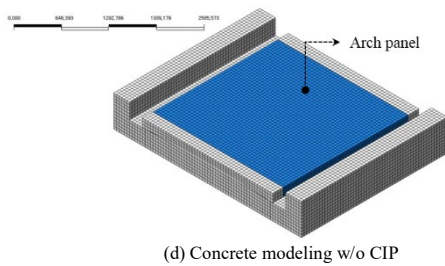 0,000 646,393 1292,786 1939,179 2585,573
Arch panel
(d) Concrete modeling w/o CIP